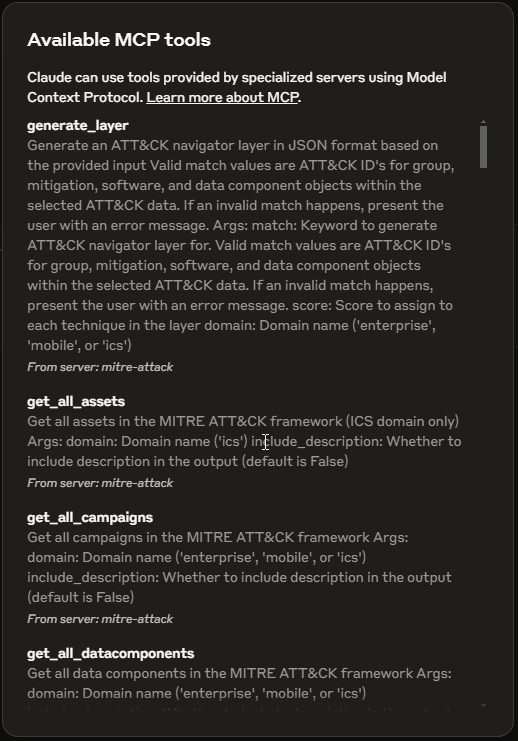 Available MCP tools
Claude can use tools provided by specialized servers using Model
Context Protocol. Learn more about MCP.
generate_layer
Generate an ATT&CK navigator layer in JSON format based on
the provided input Valid match values are ATT&CK ID's for group,
mitigation, software, and data component objects within the
selected ATT&CK data. If an invalid match happens, present the
user with an error message. Args: match: Keyword to generate
ATT&CK navigator layer for. Valid match values are ATT&CK ID's
for group, mitigation, software, and data component objects
within the selected ATT&CK data. If an invalid match happens,
present the user with an error message. score: Score to assign to
each technique in the layer domain: Domain name ('enterprise',
'mobile', or 'ics')
From server: mitre-attack
get_all_assets
Get all assets in the MITRE ATT&CK framework (ICS domain only)
Args: domain: Domain name ('ics') include_description: Whether to
include description in the output (default is False)
From server: mitre-attack
get_all_campaigns
Get all campaigns in the MITRE ATT&CK framework Args:
domain: Domain name ('enterprise', 'mobile', or 'ics')
include_description: Whether to include description in the output
(default is False)
From server: mitre-attack
get_all_datacomponents
Get all data components in the MITRE ATT&CK framework Args:
domain: Domain name ('enterprise', 'mobile', or 'ics')